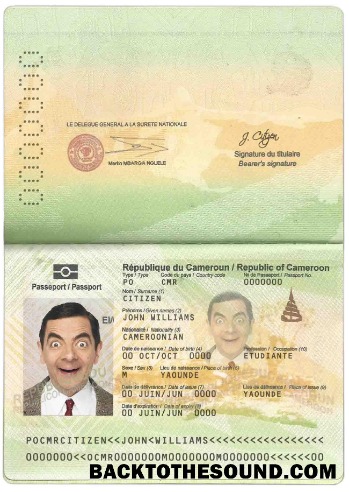 0000000
LE DELEGUE GENERAL A LA SURETE NATIONALE
J. Citizen
Martin MBARGA NGUELE
Signature du titulaire
Bearer's signature
République du Cameroun / Republic of Cameroon
Type / Type Code du pays / Country code No de Passeport / Passport No.
PO CMR 0000000
Passeport / Passport
Nom / Surname (1)
CITIZEN
Prénoms / Given names (2)
JOHN WILLIAMS
Nationalité / Nationality (3)
CAMEROONIAN
Date de naissance / Date of birth (4)
Profession / Occupation (10)
00 OCT/OCT 0000 ETUDIANTE
Sexe / Sex (5) Lieu de naissance / Place of birth (6)
M YAOUNDE
Date de délivrance / Date of issue (7) Lieu de délivrance / Place of issue (9)
00 JUIN/JUN 0000 YAOUNDE
Date d'expiration / Date of expiry (8)
00 JUIN/JUN 0000
POCMRCITIZEN<<JOHN<WILLIAMS<<<<<<<<<<<<<<<<<
BACKTOTHESOUND.COM